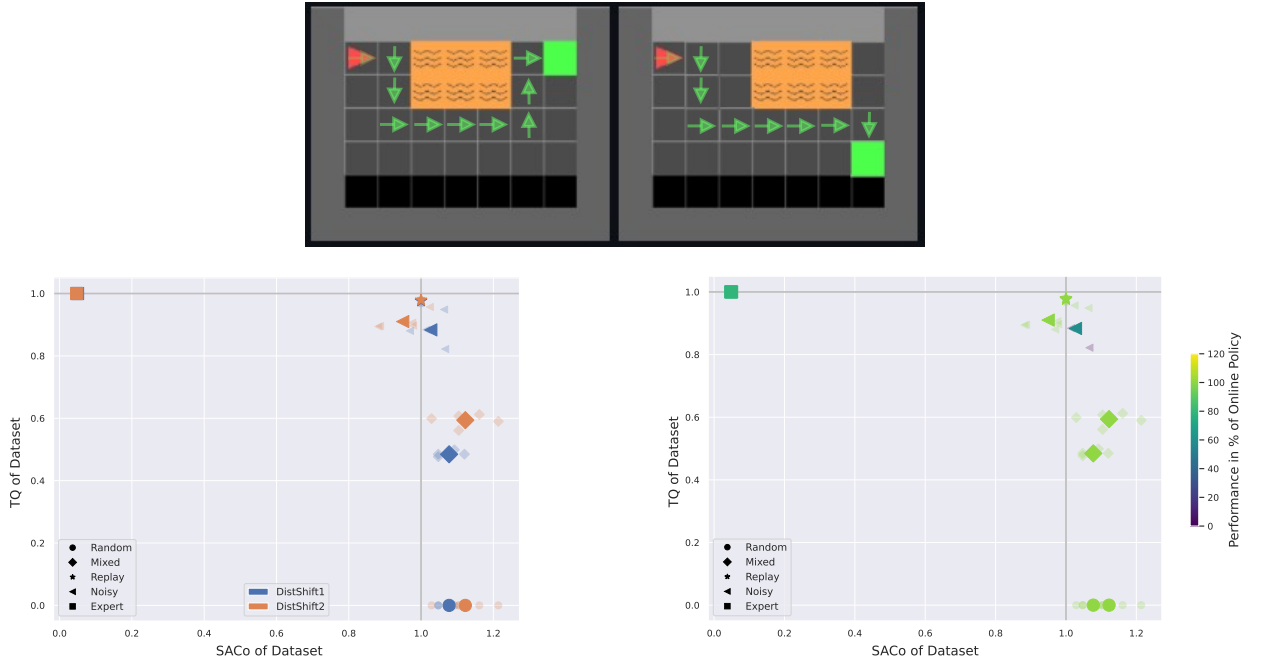 1.0
0.8
0.6
0.4
0.2
0.0
0.0
0.2
0.4
0.6
0.8
1.0
1.2
TQ of Dataset
SACo of Dataset
Random
Mixed
Replay
Noisy
Expert
DistShift1
DistShift2
1.0
0.8
0.6
0.4
0.2
0.0
0.0
0.2
0.4
0.6
0.8
1.0
1.2
TQ of Dataset
SACo of Dataset
Random
Mixed
Replay
Noisy
Expert
120
100
80
60
40
20
0
Performance in % of Online Policy